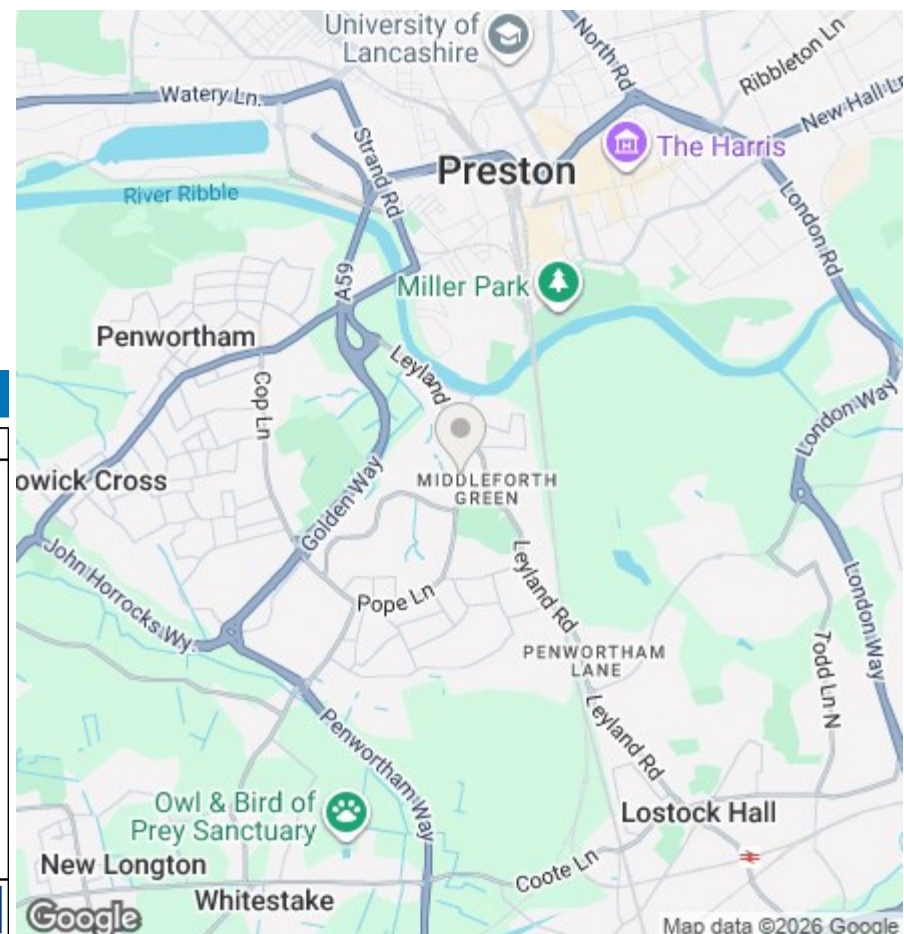 University of
Lancashire
North Rd
Ribbleton Ln
Watery Ln.
New Hall Ln
Strand Rd
The Harris
Preston
River Ribble
London Rd
A59
Miller Park
Penwortham
Leyland
Cop Ln
London Way
owick Cross
MIDDLEFORTH
GREEN
Golden Way
John Horrocks Wy.
Leyland Rd
London Way
Pope Ln
PENWORTHAM
LANE
Todd Ln N
Leyland Rd
Penwortham Way
Owl & Bird of
Prey Sanctuary
Lostock Hall
New Longton
Coote Ln
Whitestake
Google
Map data ©2026 Google